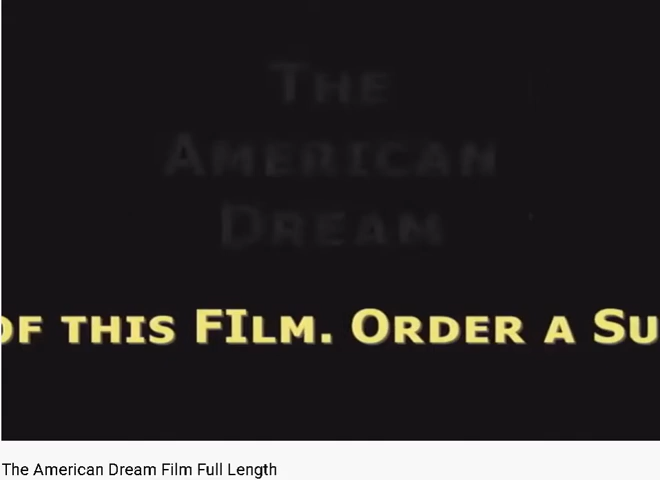 The
American
Dream
of this FIlm. Order a Su
The American Dream Film Full Length